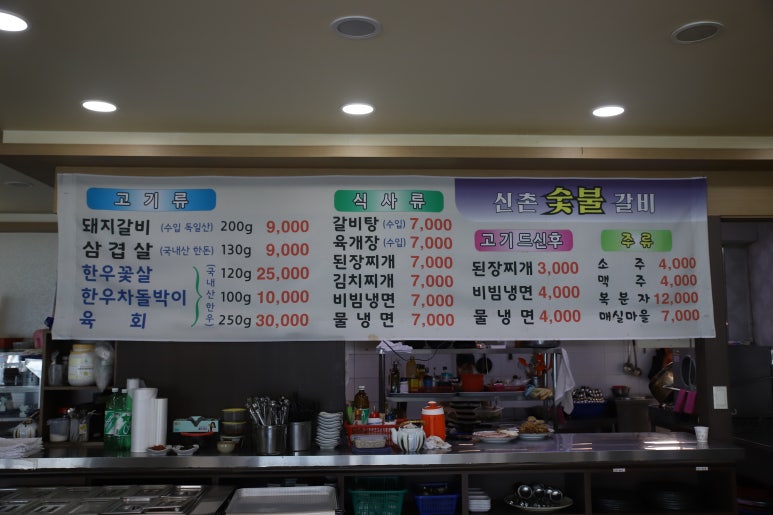 고기류
돼지갈비 (수입 독일산) 200g 9,000
삼겹살 (국내산 한돈) 130g 9,000
한우꽃살 120g 25,000
한우차돌박이 100g 10,000
육회 250g 30,000
국내산한우
식사류
갈비탕 (수입) 7,000
육개장 (수입) 7,000
된장찌개 7,000
김치찌개 7,000
비빔냉면 7,000
물냉면 7,000
신촌 숯불 갈비
고기드신후
된장찌개 3,000
비빔냉면 4,000
물냉면 4,000
주류
소주 4,000
맥주 4,000
복분자 12,000
매실마을 7,000